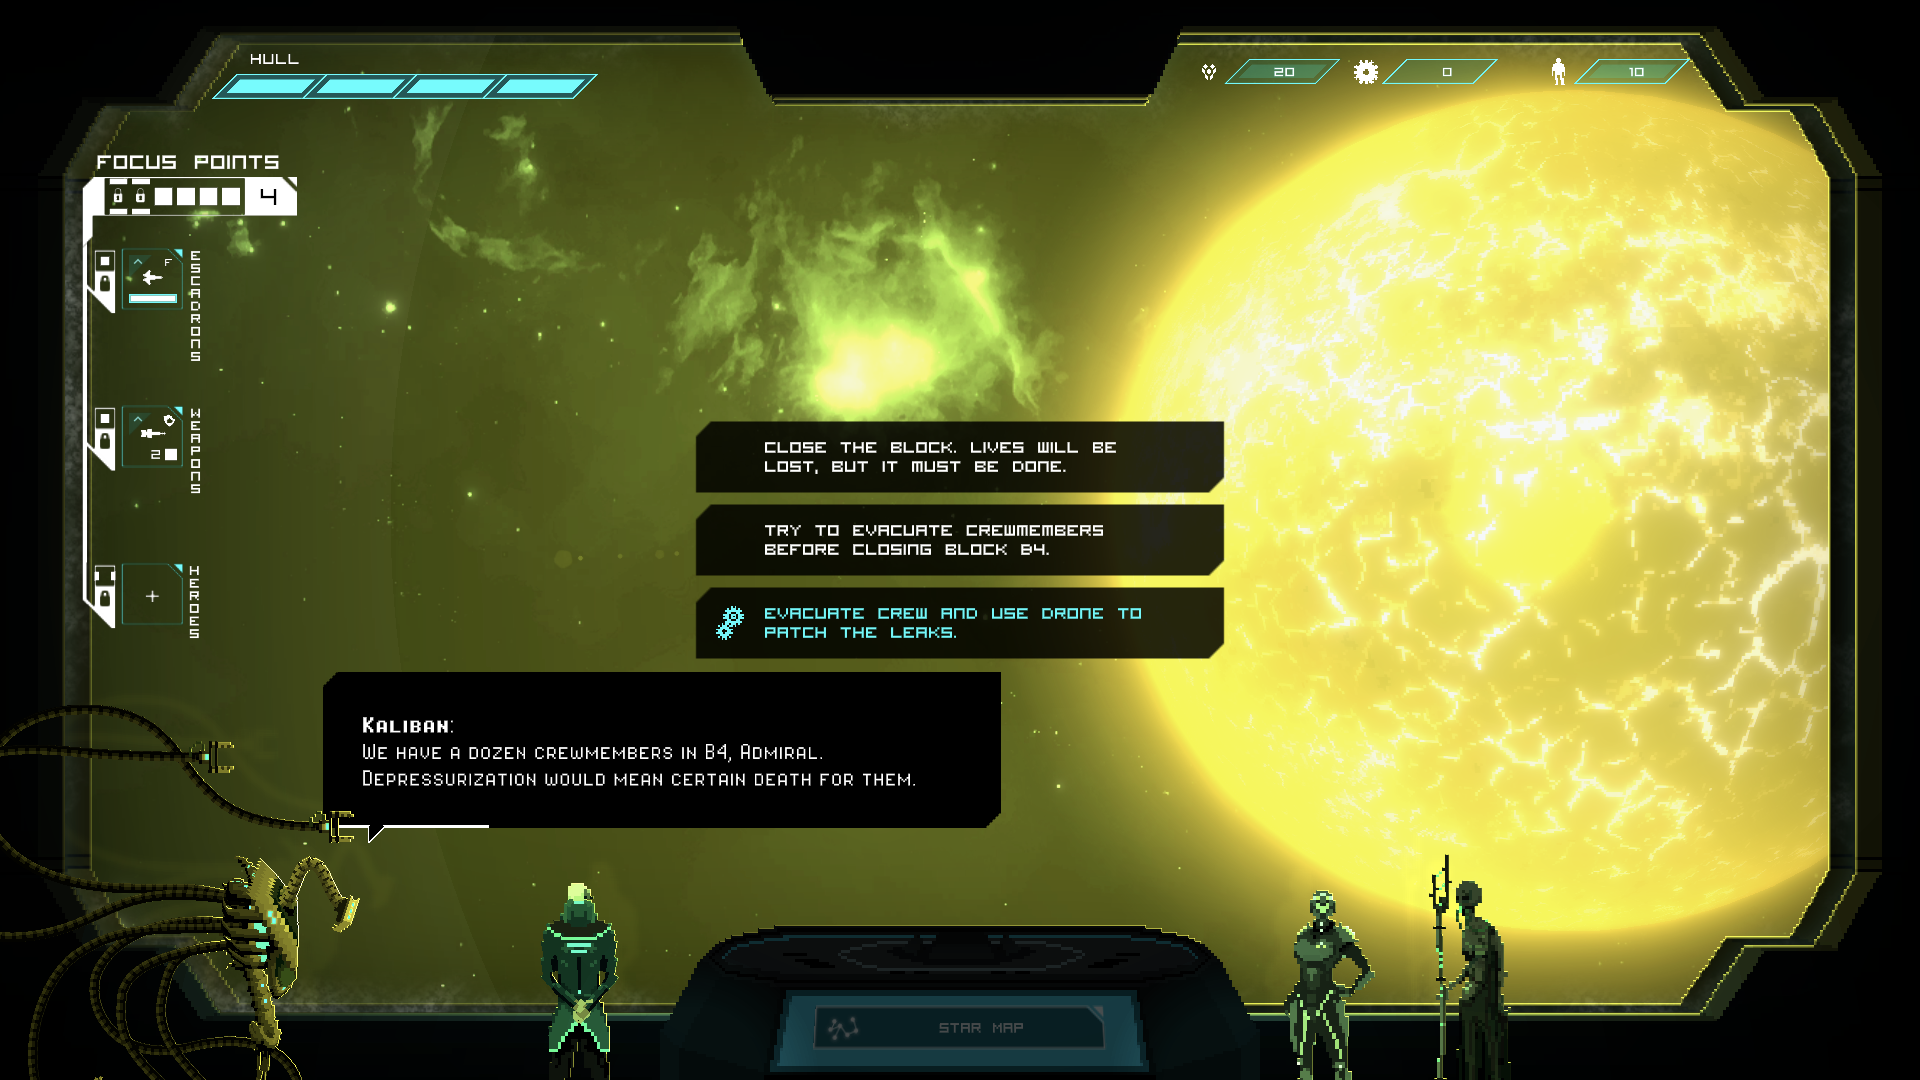 HULL
20
0
10
FOCUS POINTS
4
F
ESCADRONS
2
WEAPONS
HEROES
CLOSE THE BLOCK. LIVES WILL BE
LOST, BUT IT MUST BE DONE.
TRY TO EVACUATE CREWMEMBERS
BEFORE CLOSING BLOCK B4.
EVACUATE CREW AND USE DRONE TO
PATCH THE LEAKS.
KALIBAN:
WE HAVE A DOZEN CREWMEMBERS IN B4, ADMIRAL.
DEPRESSURIZATION WOULD MEAN CERTAIN DEATH FOR THEM.
STAR MAP